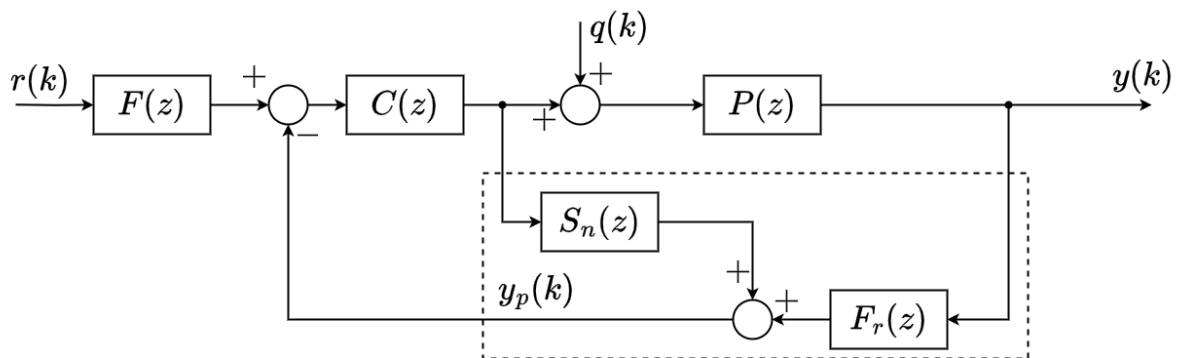 q(k)
r(k)
F(z)
+
−
C(z)
+
+
P(z)
y(k)
S_n(z)
+
y_p(k)
+
F_r(z)